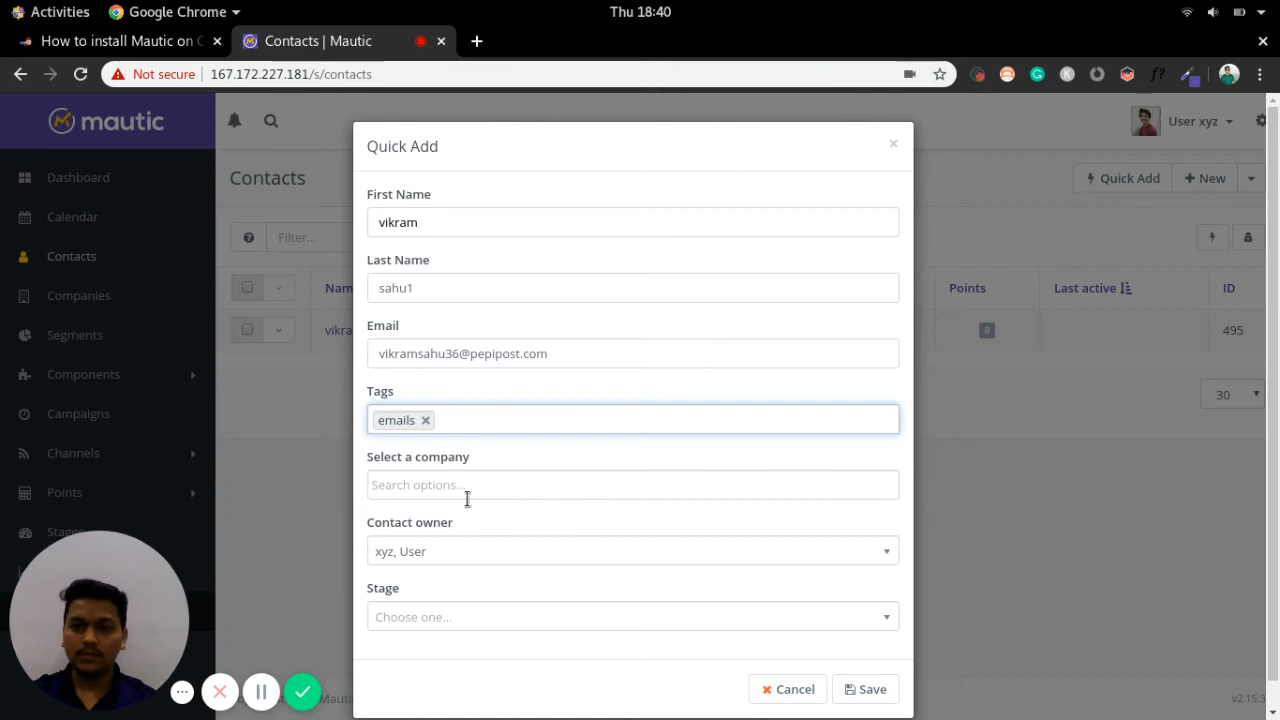 Activities Google Chrome Thu 18:40
How to install Mautic on C Contacts | Mautic
Not secure 167.172.227.181/s/contacts
mautic User xyz
Dashboard
Calendar
Contacts
Companies
Segments
Components
Campaigns
Channels
Points
Contacts Quick Add + New
Filter...
Points Last active ID
0 495
30
Quick Add ×
First Name
vikram
Last Name
sahu1
Email
vikramsahu36@pepipost.com
Tags
emails ×
Select a company
Search options...
Contact owner
xyz, User
Stage
Choose one...
Cancel Save